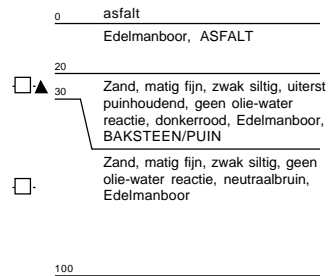 0 asfalt
Edelmanboor, ASFALT
20
Zand, matig fijn, zwak siltig, uiterst
30
puinhoudend, geen olie-water
reactie, donkerrood, Edelmanboor,
BAKSTEEN/PUIN
Zand, matig fijn, zwak siltig, geen
olie-water reactie, neutraalbruin,
Edelmanboor
100